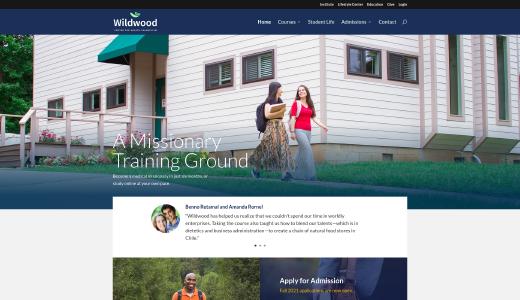 Institute Lifestyle Center Education Give Login
Wildwood
Home Courses Student Life Admissions Contact
A Missionary
Training Ground
Become a medical missionary in just six months, or
study online at your own pace.
Benno Retamal and Amanda Romel
"Wildwood has helped us realize that we couldn't spend our time in worldly
enterprises. Taking the course also taught us how to blend our talents—which is in
dietetics and business administration—to create a chain of natural food stores in
Chile."
Apply for Admission
Fall 2021 applications are now open.